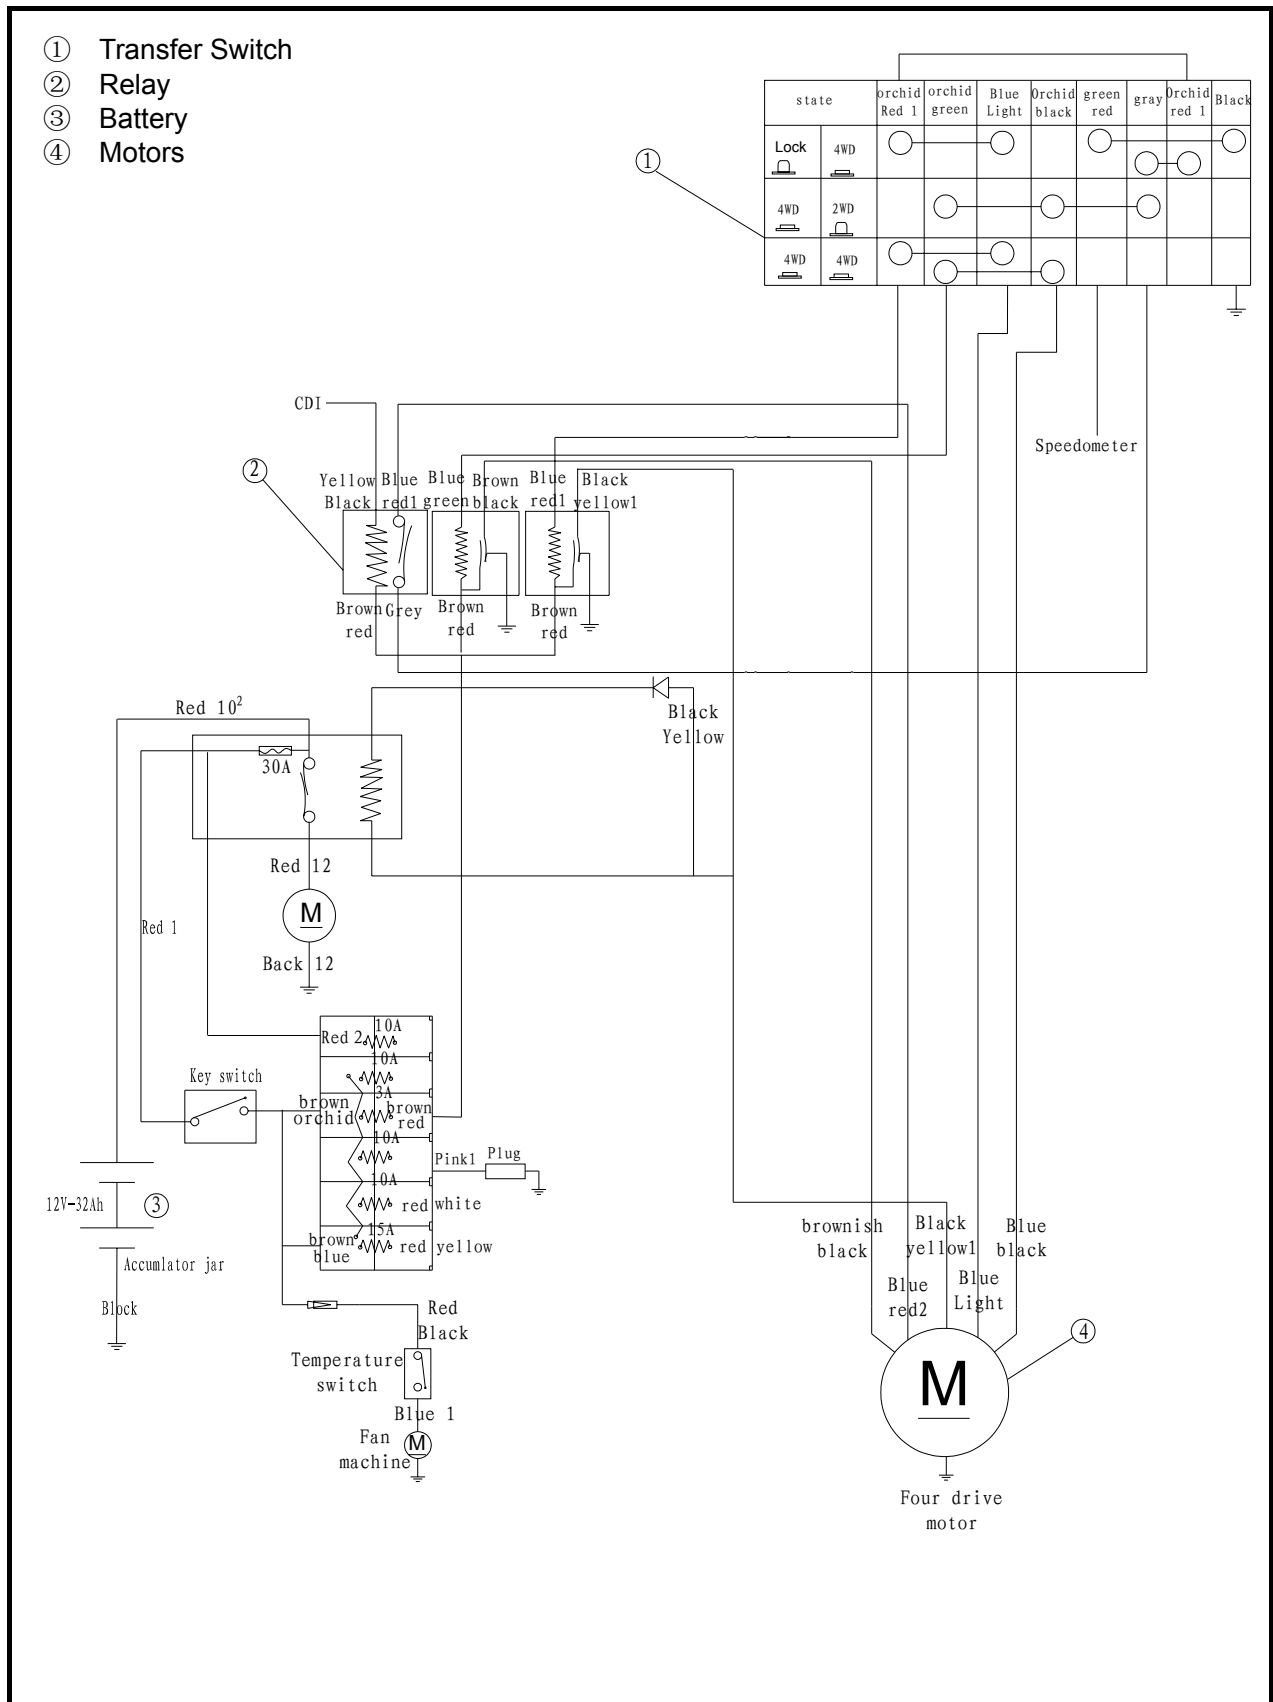 ① Transfer Switch
② Relay
③ Battery
④ Motors
state
orchid Red 1
orchid green
Blue Light
Orchid black
green red
gray
Orchid red 1
Black
Lock 4WD
①
4WD 2WD
4WD 4WD
CDI
Speedometer
②
Yellow Black
Blue red1
Blue green
Brown black
Blue red1
Black yellow1
Brown red
Grey
Brown red
Brown red
Red 10²
Black
Yellow
30A
Red 12
M
Red 1
Back 12
10A
Red 2
10A
Key switch
3A
brown orchid
brown red
10A
Pink1 Plug
10A
12V-32Ah ③
red white
15A
brown blue
red yellow
Accumlator jar
Block
brownish black
Black yellow1
Blue black
Blue red2
Blue Light
Red
Black
④
Temperature
switch
M
Blue 1
Fan
machine
M
Four drive
motor